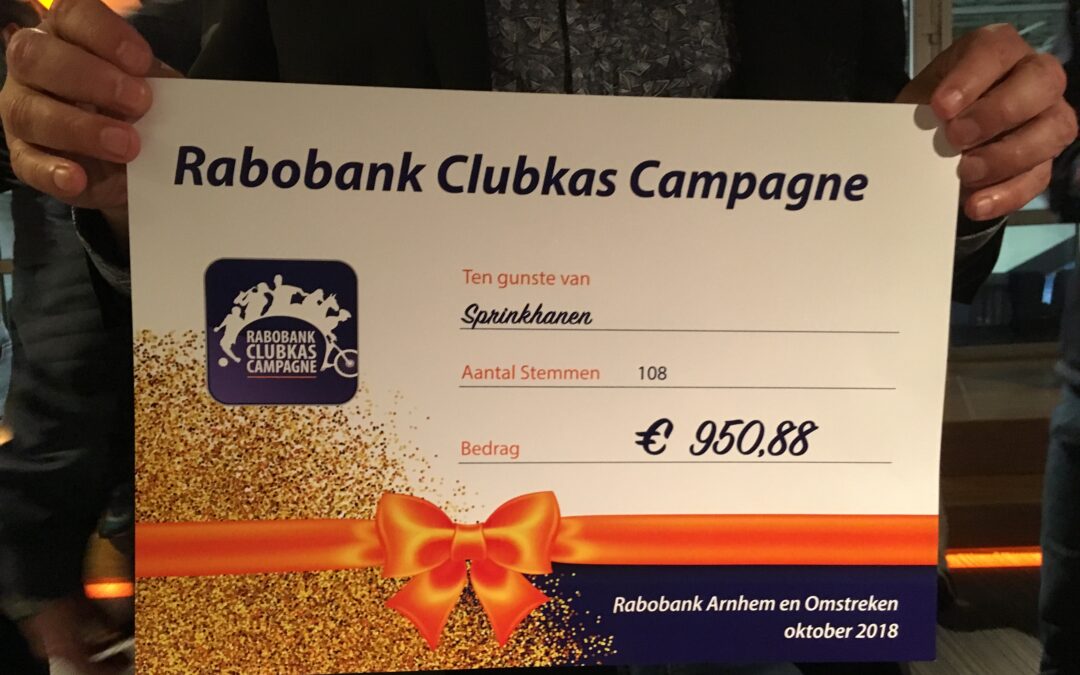 Rabobank Clubkas Campagne
RABOBANK
CLUBKAS
CAMPAGNE
Ten gunste van
Sprinkhanen
Aantal Stemmen 108
Bedrag € 950,88
Rabobank Arnhem en Omstreken
oktober 2018